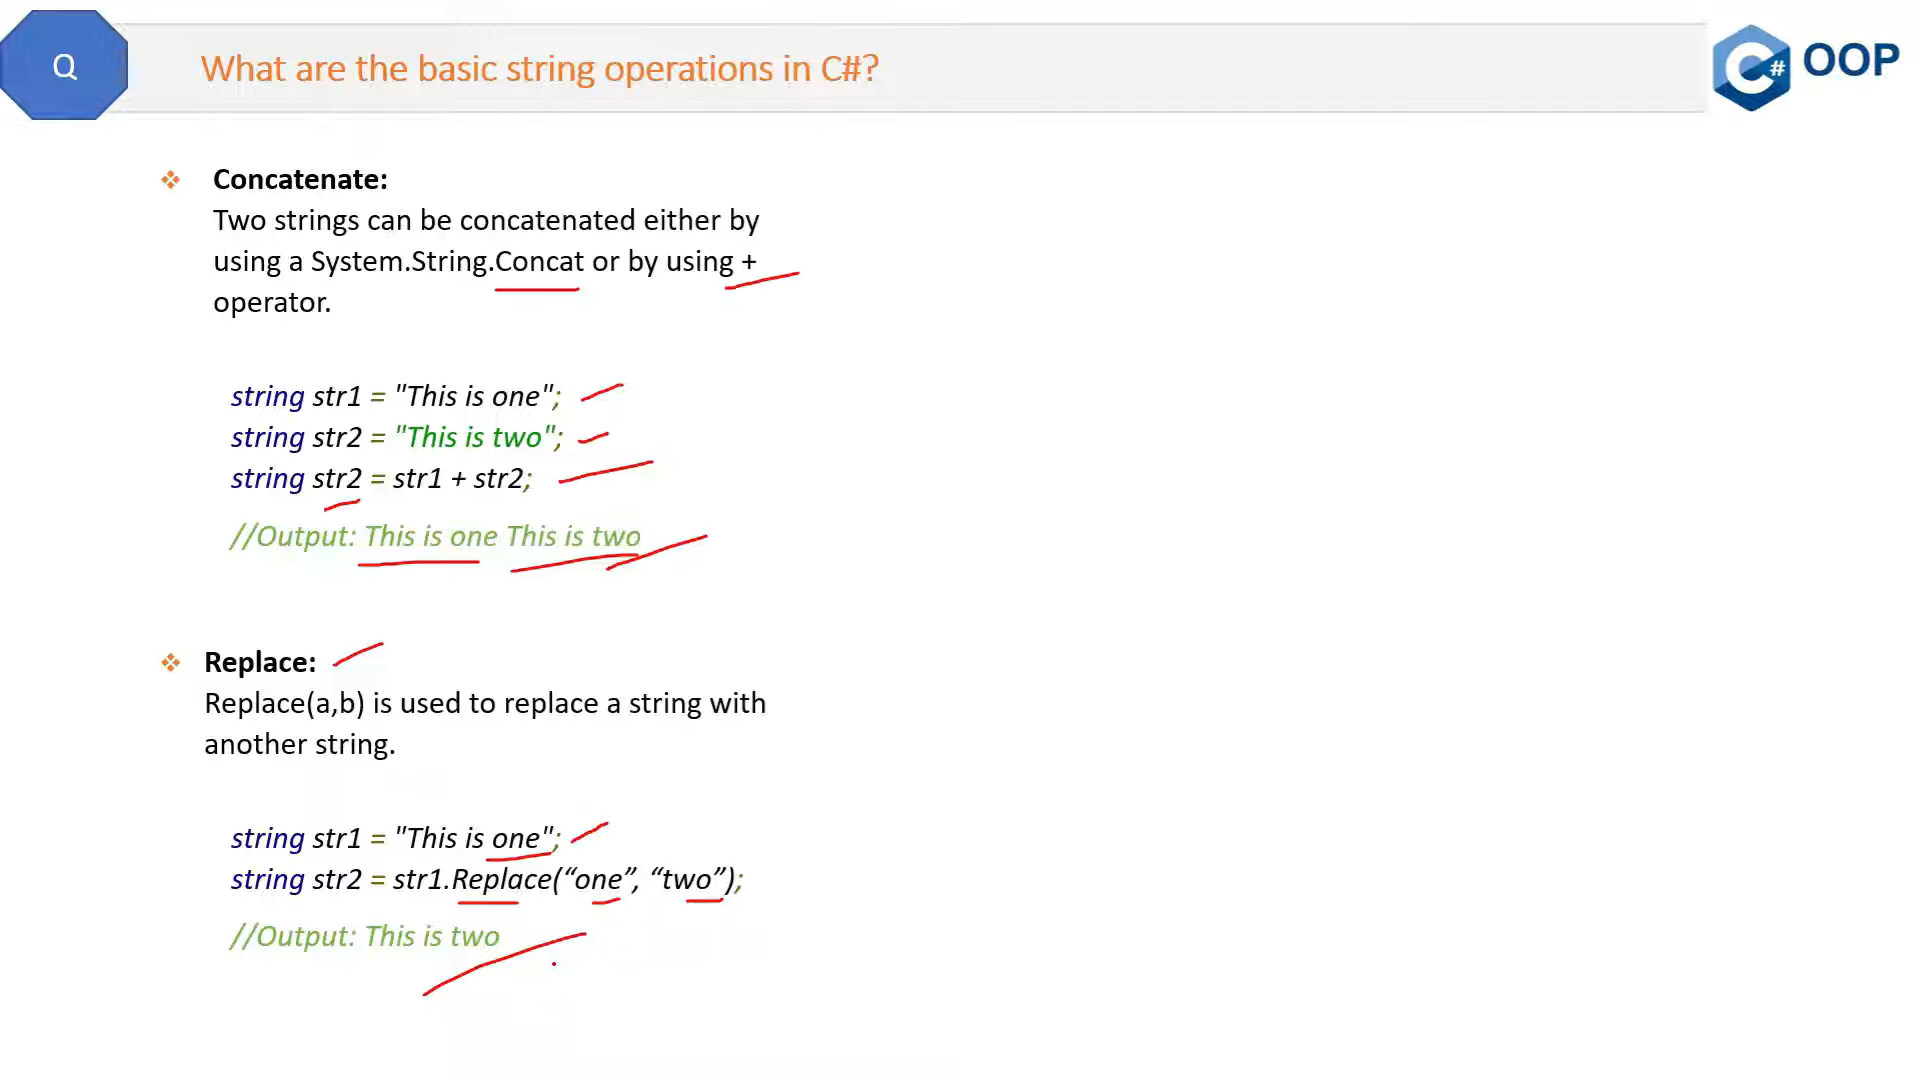 Q
What are the basic string operations in C#?
C# OOP
Concatenate:
Two strings can be concatenated either by
using a System.String.Concat or by using +
operator.
string str1 = "This is one";
string str2 = "This is two";
string str2 = str1 + str2;
//Output: This is one This is two
Replace:
Replace(a,b) is used to replace a string with
another string.
string str1 = "This is one";
string str2 = str1.Replace(“one”, “two”);
//Output: This is two